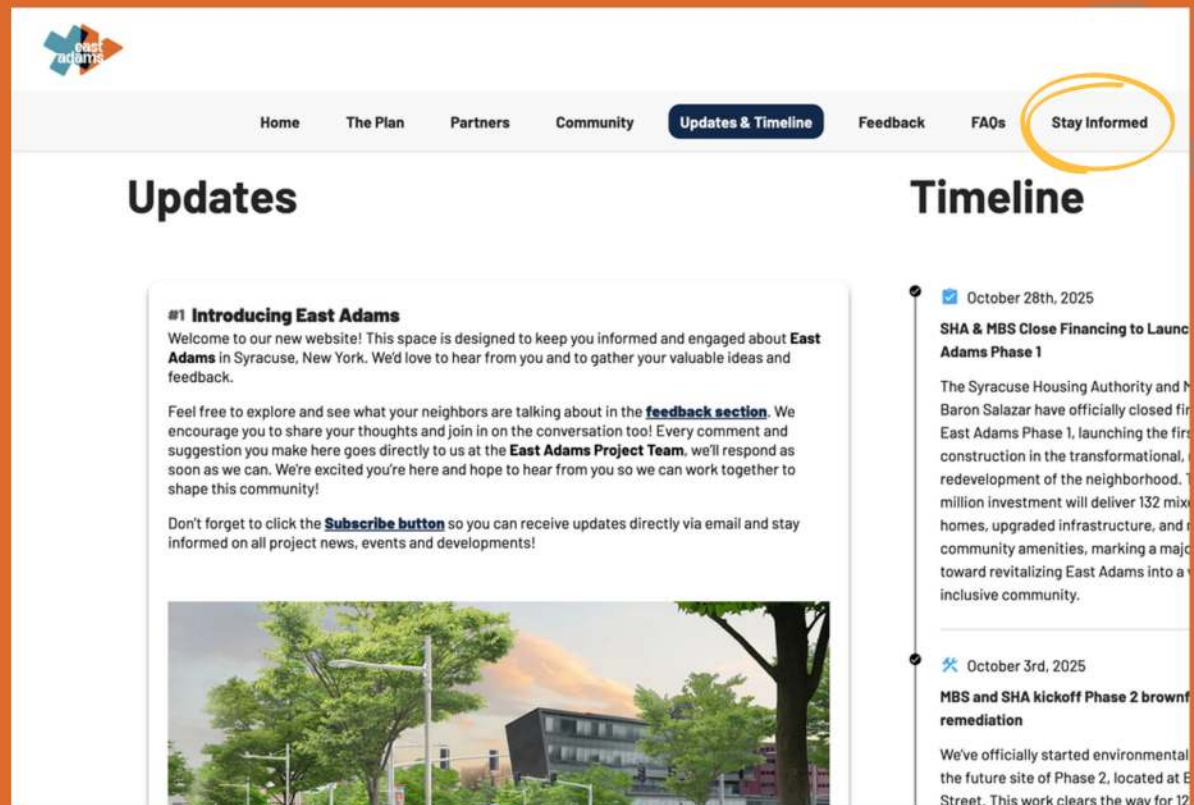 east
adams
Home The Plan Partners Community Updates & Timeline Feedback FAQs Stay Informed
Updates
#1 Introducing East Adams
Welcome to our new website! This space is designed to keep you informed and engaged about East
Adams in Syracuse, New York. We'd love to hear from you and to gather your valuable ideas and
feedback.
Feel free to explore and see what your neighbors are talking about in the feedback section. We
encourage you to share your thoughts and join in on the conversation too! Every comment and
suggestion you make here goes directly to us at the East Adams Project Team, we'll respond as
soon as we can. We're excited you're here and hope to hear from you so we can work together to
shape this community!
Don't forget to click the Subscribe button so you can receive updates directly via email and stay
informed on all project news, events and developments!
Timeline
October 28th, 2025
SHA & MBS Close Financing to
Adams Phase 1
The Syracuse Housing Authority and
Baron Salazar have officially closed
East Adams Phase 1, launching the
construction in the transformational,
redevelopment of the neighborhood.
million investment will deliver 132
homes, upgraded infrastructure, and
community amenities, marking a
toward revitalizing East Adams into a
inclusive community.
October 3rd, 2025
MBS and SHA kickoff Phase 2
remediation
We've officially started environmental
the future site of Phase 2, located at
Street. This work clears the way for